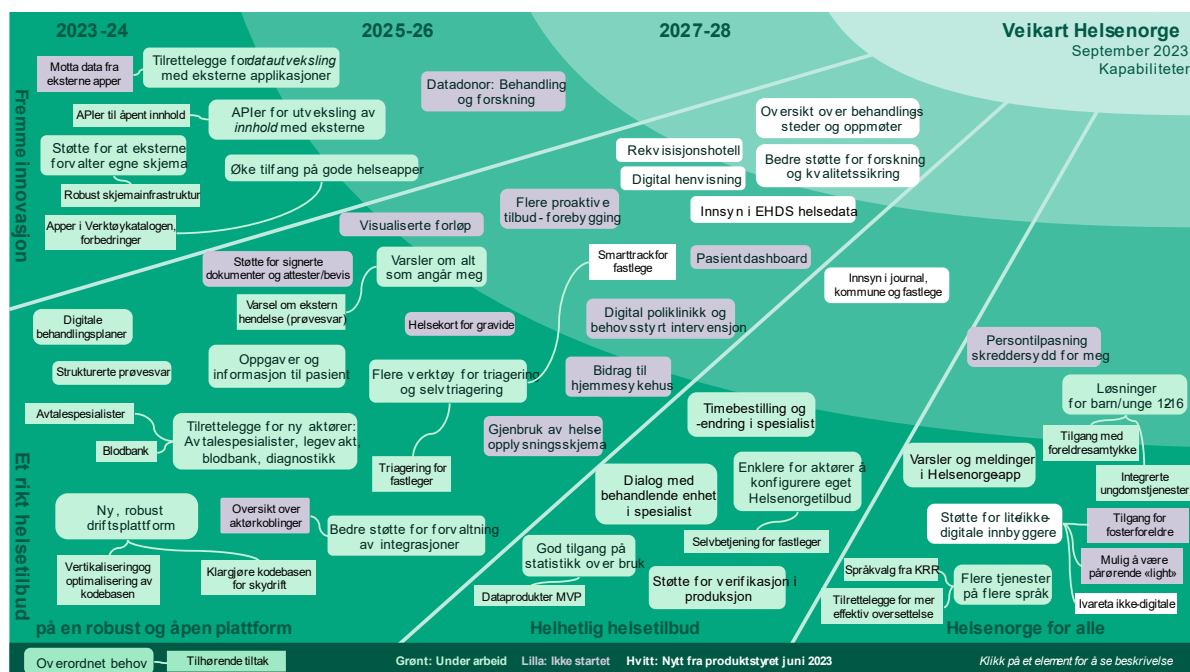 2023-24
2025-26
2027-28
Veikart Helsenorge
September 2023
Kapabiliteter
Fremme innovasjon
Motta data fra
eksterne apper
Tilrettelegge for datautveksling
med eksterne applikasjoner
APIer til åpent innhold
APIer for utveksling av
innhold med eksterne
Støtte for at eksterne
forvalter egne skjema
Robust skjemainfrastruktur
Øke tilfang på gode helseapper
Apper i Verktøykatalogen,
forbedringer
Datadonor: Behandling
og forskning
Oversikt over behandlings
steder og oppmøter
Rekvisisjonshotell
Bedre støtte for forskning
og kvalitetssikring
Digital henvisning
Flere proaktive
tilbud - forebygging
Innsyn i EHDS helsedata
Visualiserte forløp
Støtte for signerte
dokumenter og attester/bevis
Varsler om alt
som angår meg
Varsel om ekstern
hendelse (prøvesvar)
Smarttrack for
fastlege
Pasientdashboard
Innsyn i journal,
kommune og fastlege
Et rikt helsetilbud
Digitale
behandlingsplaner
Strukturerte prøvesvar
Oppgaver og
informasjon til pasient
Helsekort for gravide
Digital poliklinikk og
behovsstyrt intervensjon
Flere verktøy for triagering
og selvtriagering
Bidrag til
hjemmesykehus
Persontilpasning
skreddersydd for meg
Løsninger
for barn/unge 1216
Avtalespesialister
Blodbank
Tilrettelegge for ny aktører:
Avtalespesialister, legevakt,
blodbank, diagnostikk
Triagering for
fastleger
Gjenbruk av helse
opplysningsskjema
Timebestilling og
-endring i spesialist
Tilgang med
foreldresamtykke
Varsler og meldinger
i Helsenorge-app
Integrerte
ungdomstjenester
Dialog med
behandlende enhet
i spesialist
Enklere for aktører å
konfigurere eget
Helsenorgetilbud
Selvbetjening for fastleger
Ny, robust
driftsplattform
Oversikt over
aktørkoblinger
Bedre støtte for forvaltning
av integrasjoner
Vertikalisering og
optimalisering av
kodebasen
Klargjøre kodebasen
for skydrift
God tilgang på
statistikk over bruk
Dataprodukter MVP
Støtte for verifikasjon i
produksjon
Støtte for lite/ikke-
digitale innbyggere
Tilgang for
fosterforeldre
Mulig å være
pårørende «light»
Ivareta ikke-digitale
Språkvalg fra KRR
Tilrettelegge for mer
effektiv oversettelse
Flere tjenester
på flere språk
på en robust og åpen plattform
Helhetlig helsetilbud
Helsenorge for alle
Overordnet behov
Tilhørende tiltak
Grønt: Under arbeid Lilla: Ikke startet Hvitt: Nytt fra produktstyret juni 2023
Klikk på et element for å se beskrivelse